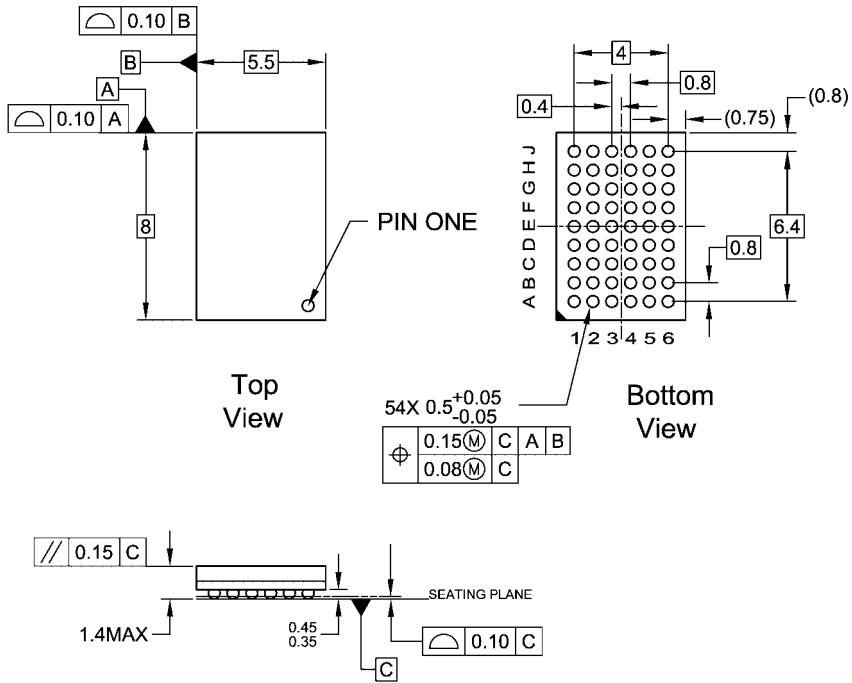 0.10 B
B
5.5
A
0.10 A
8
PIN ONE
Top
View
4
0.8
0.4
(0.75)
(0.8)
J
H
G
F
E
D
C
B
A
6.4
0.8
1 2 3 4 5 6
Bottom
View
54X 0.5 +0.05
-0.05
0.15 Ⓜ C A B
0.08 Ⓜ C
// 0.15 C
1.4MAX
0.45
0.35
SEATING PLANE
0.10 C
C